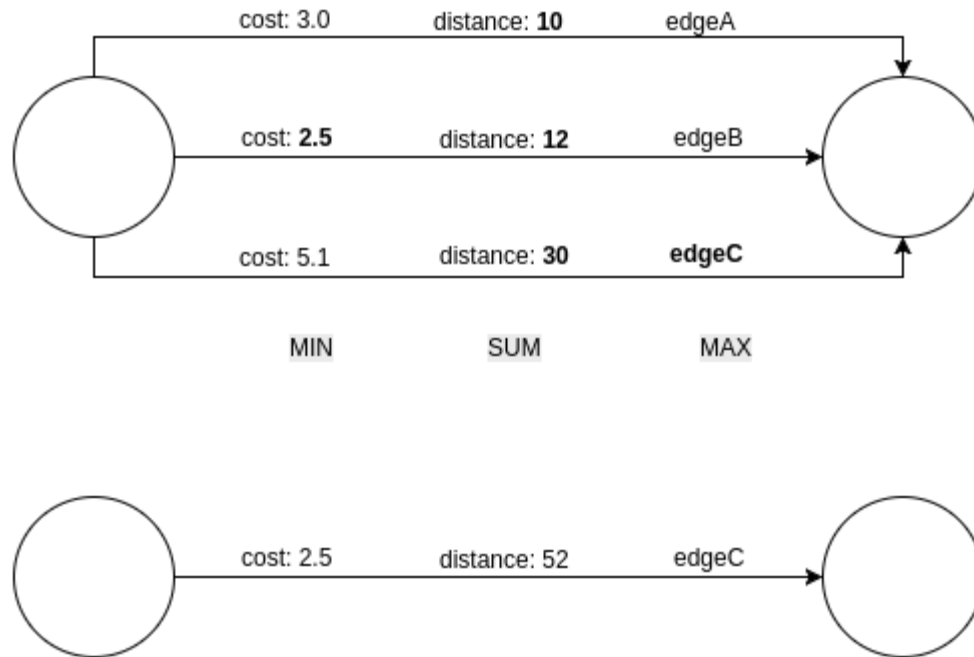 cost: 3.0 distance: 10 edgeA
cost: 2.5 distance: 12 edgeB
cost: 5.1 distance: 30 edgeC
MIN SUM MAX
cost: 2.5 distance: 52 edgeC